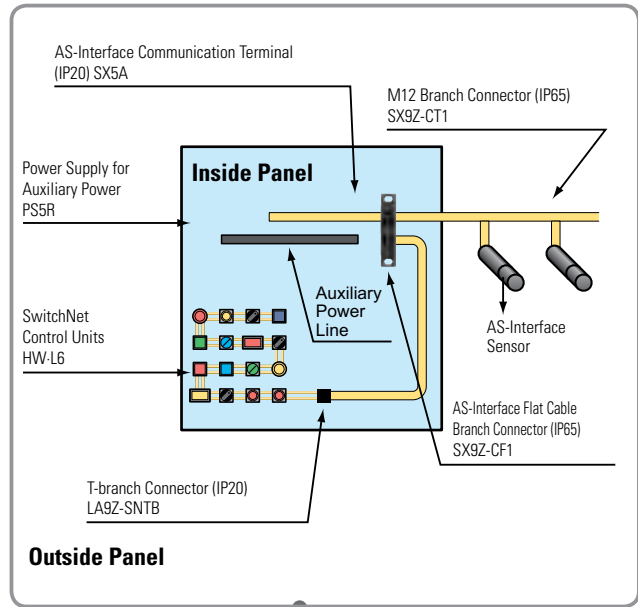 AS-Interface Communication Terminal
(IP20) SX5A
M12 Branch Connector (IP65)
SX9Z-CT1
Power Supply for
Auxiliary Power
PS5R
Inside Panel
Auxiliary
Power
Line
AS-Interface
Sensor
SwitchNet
Control Units
HW-L6
AS-Interface Flat Cable
Branch Connector (IP65)
SX9Z-CF1
T-branch Connector (IP20)
LA9Z-SNTB
Outside Panel